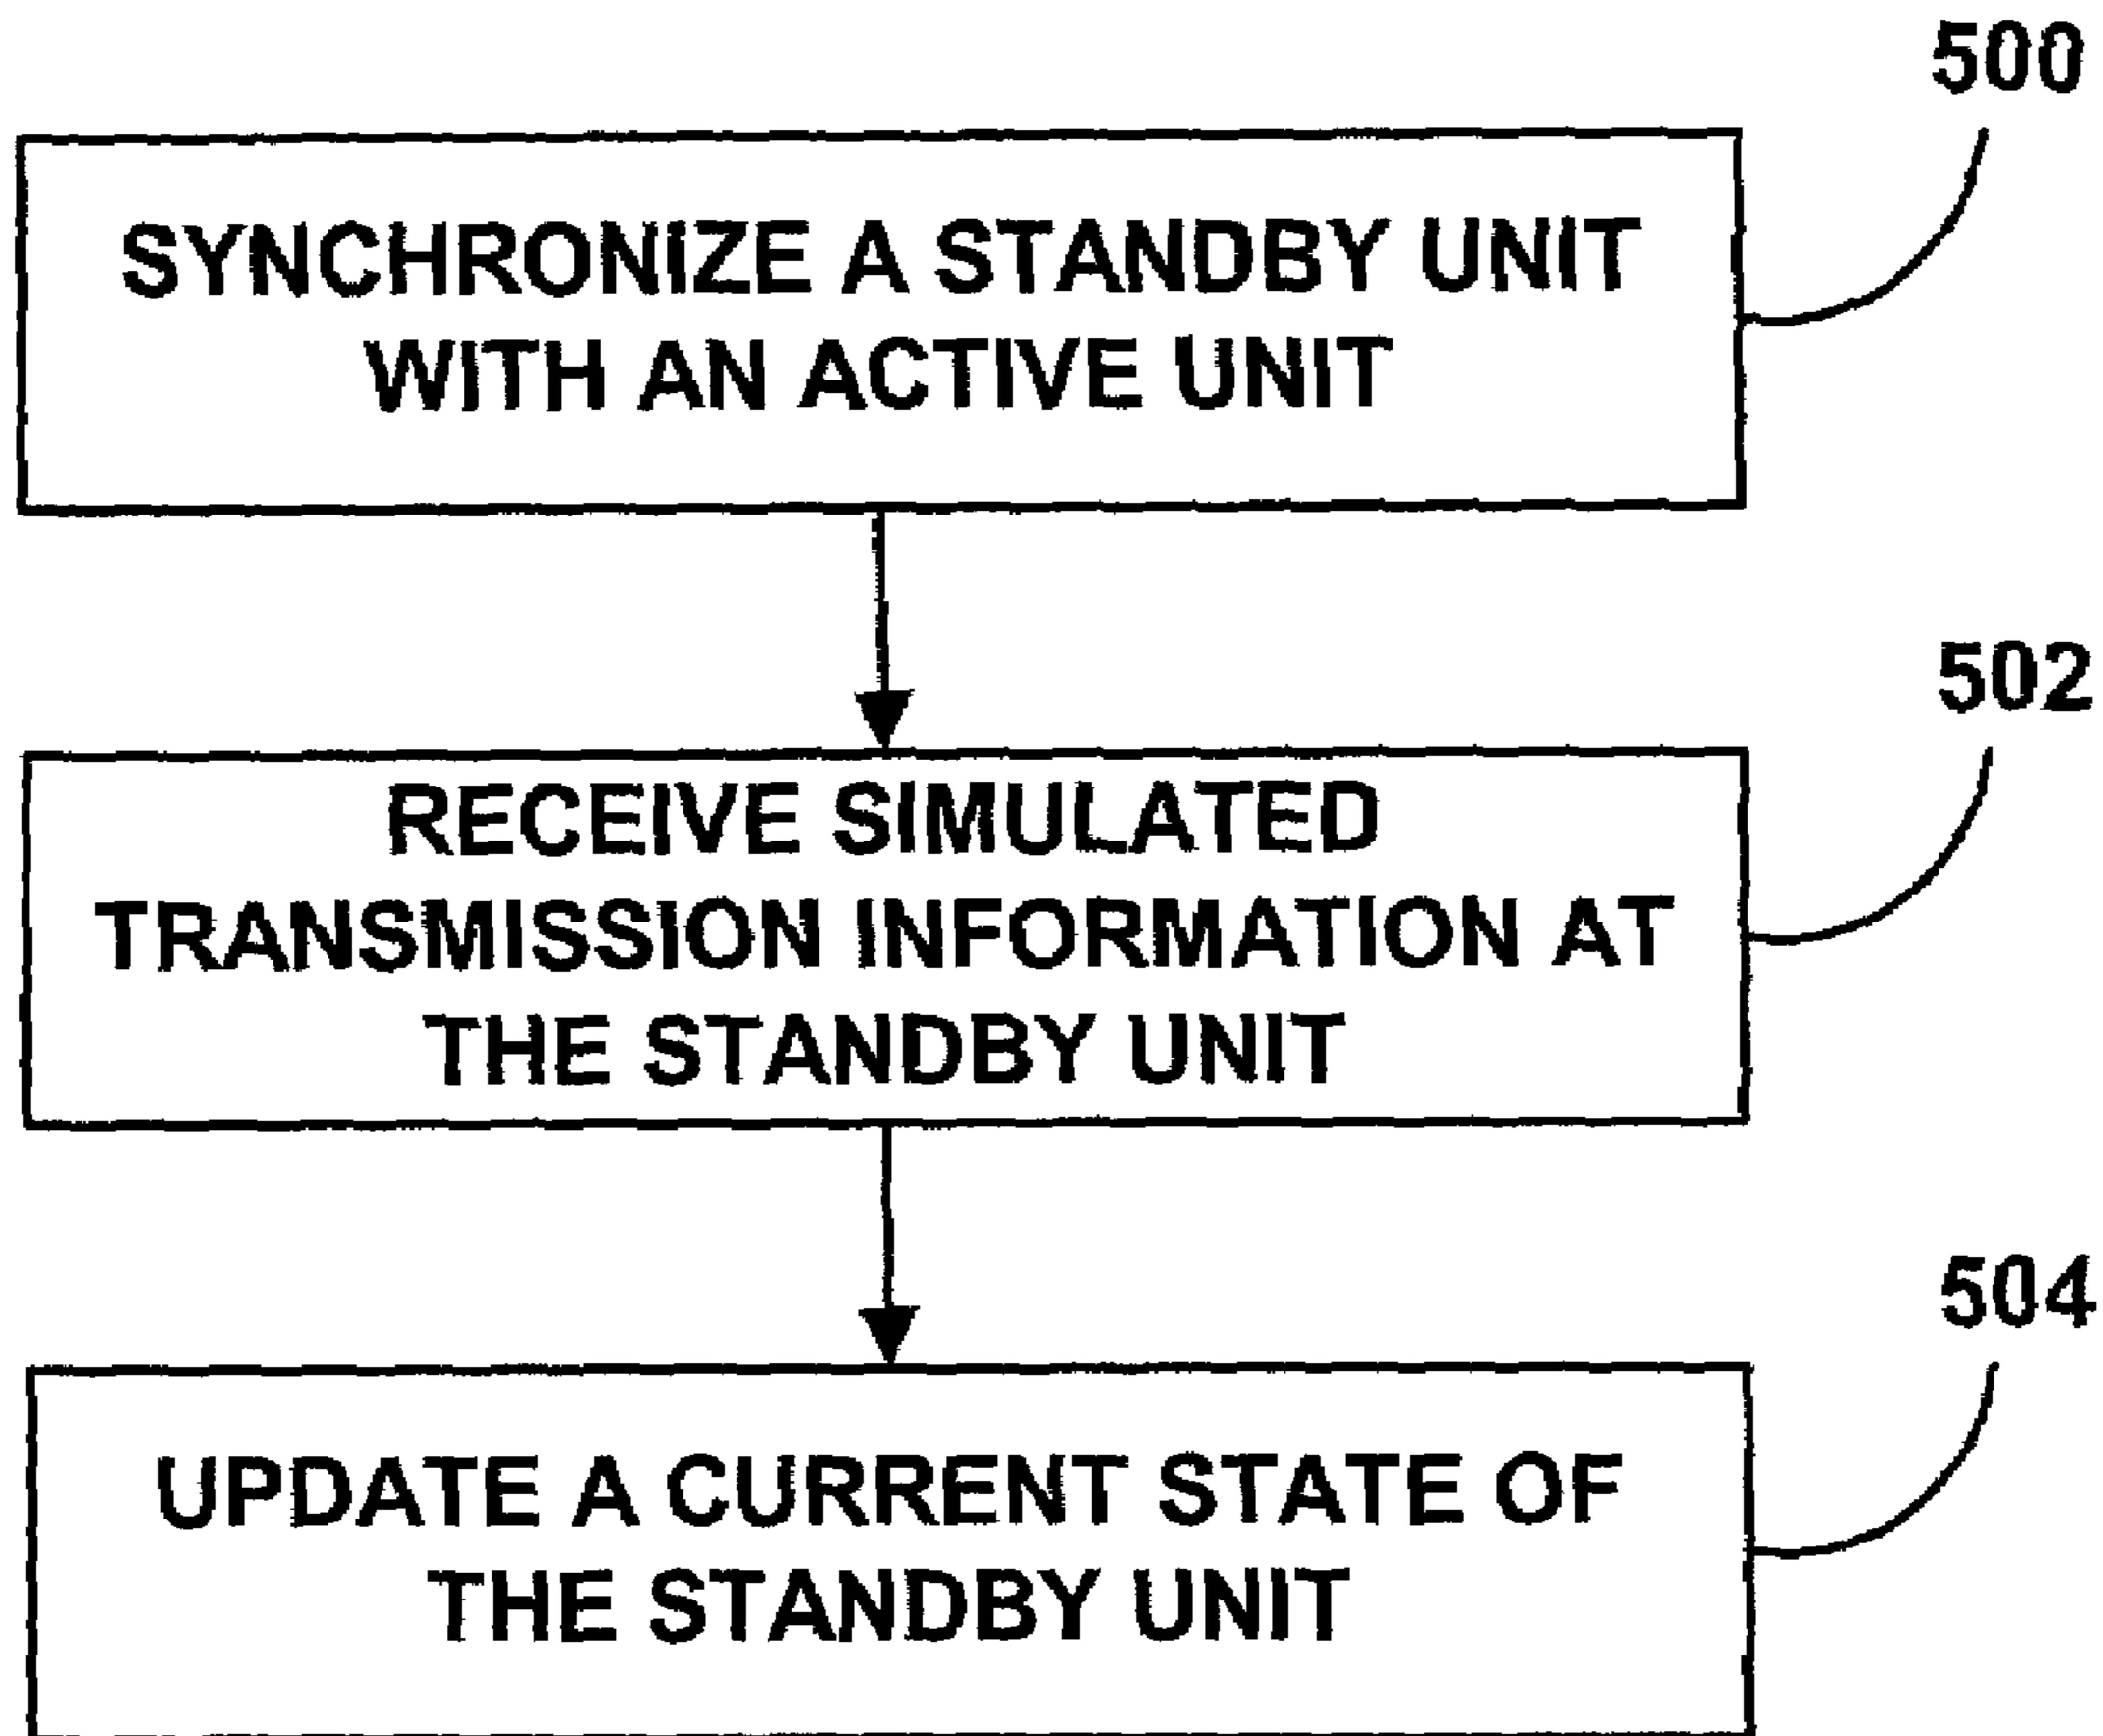 500
SYNCHRONIZE A STANDBY UNIT
WITH AN ACTIVE UNIT
502
RECEIVE SIMULATED
TRANSMISSION INFORMATION AT
THE STANDBY UNIT
504
UPDATE A CURRENT STATE OF
THE STANDBY UNIT